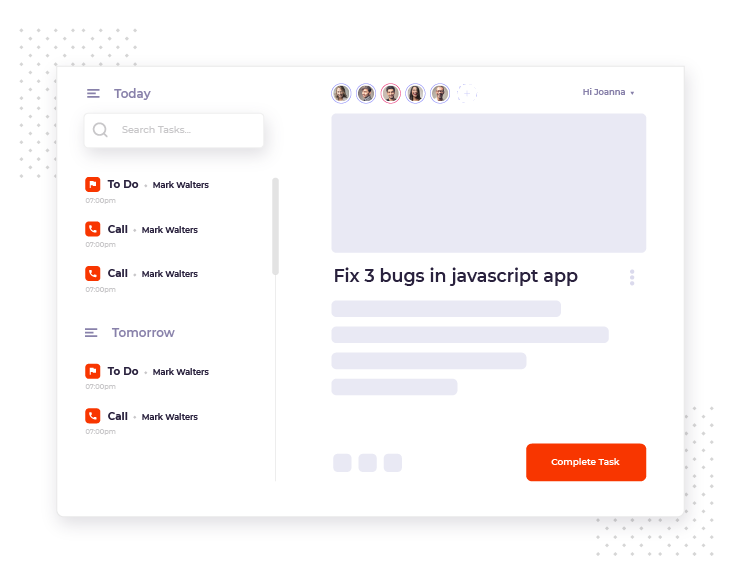 Today
Search Tasks...
To Do • Mark Walters
07:00pm
Call • Mark Walters
07:00pm
Call • Mark Walters
07:00pm
Tomorrow
To Do • Mark Walters
07:00pm
Call • Mark Walters
07:00pm
Hi Joanna
Fix 3 bugs in javascript app
Complete Task